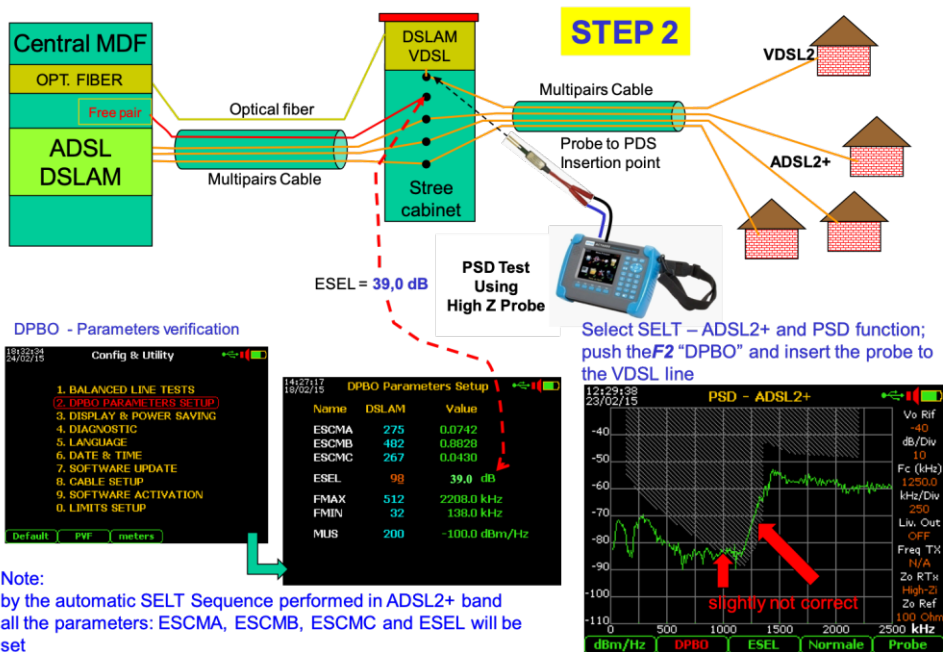 STEP 2
Central MDF
OPT. FIBER
Free pair
ADSL
DSLAM
Optical fiber
Multipairs Cable
DSLAM
VDSL
Stree
cabinet
Multipairs Cable
Probe to PDS
Insertion point
VDSL2
ADSL2+
ESEL = 39,0 dB
PSD Test
Using
High Z Probe
DPBO - Parameters verification
18:32:34
24/02/15
Config & Utility
1. BALANCED LINE TESTS
2. DPBO PARAMETERS SETUP
3. DISPLAY & POWER SAVING
4. DIAGNOSTIC
5. LANGUAGE
6. DATE & TIME
7. SOFTWARE UPDATE
8. CABLE SETUP
9. SOFTWARE ACTIVATION
0. LIMITS SETUP
Default PVF meters
14:27:17
18/02/15
DPBO Parameters Setup
Name DSLAM Value
ESCMA 275 0.0742
ESCMB 482 0.8828
ESCMC 267 0.0430
ESEL 98 39.0 dB
FMAX 512 2208.0 kHz
FMIN 32 138.0 kHz
MUS 200 -100.0 dBm/Hz
Select SELT – ADSL2+ and PSD function;
push theF2 “DPBO” and insert the probe to
the VDSL line
12:29:38
23/02/15
PSD - ADSL2+
-40
-50
-60
-70
-80
-90
-100
-110
0 500 1000 1500 2000 2500 kHz
slightly not correct
Vo Rif
-40
dB/Div
10
Fc (kHz)
1250.0
kHz/Div
250
Liv. Out
OFF
Freq TX
N/A
Zo RTx
High-Zi
Zo Ref
100 Ohm
dBm/Hz DPBO ESEL Normale Probe
Note:
by the automatic SELT Sequence performed in ADSL2+ band
all the parameters: ESCMA, ESCMB, ESCMC and ESEL will be
set